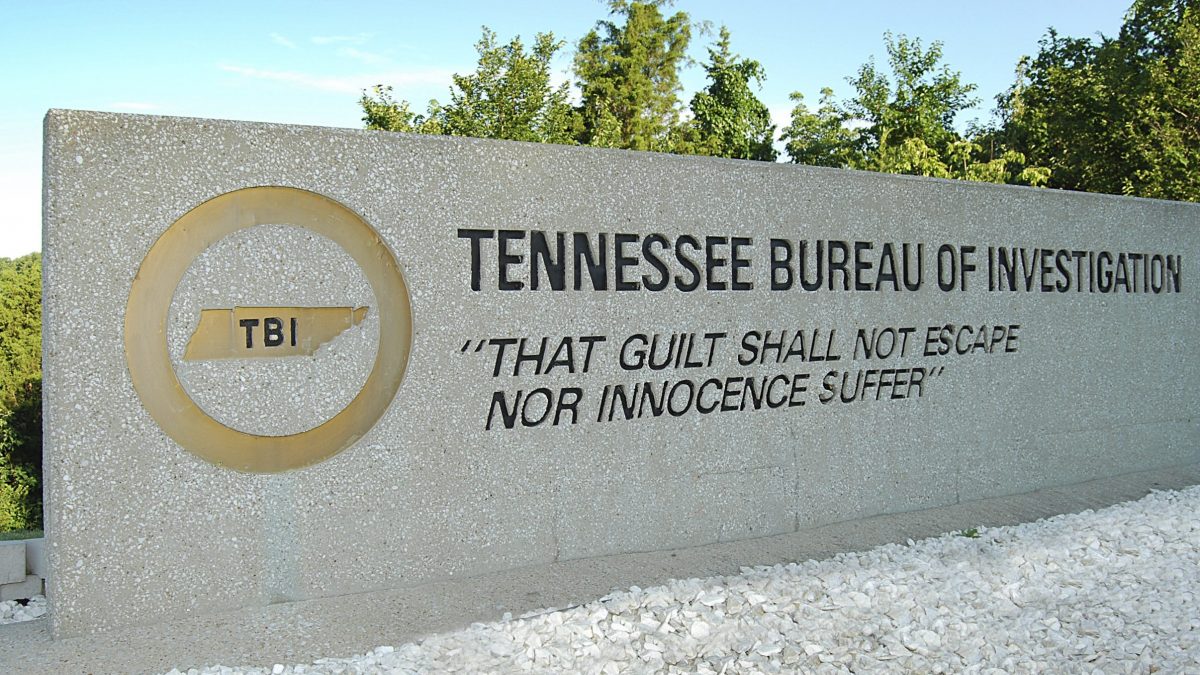 TBI
TENNESSEE BUREAU OF INVESTIGATION
"THAT GUILT SHALL NOT ESCAPE
NOR INNOCENCE SUFFER"